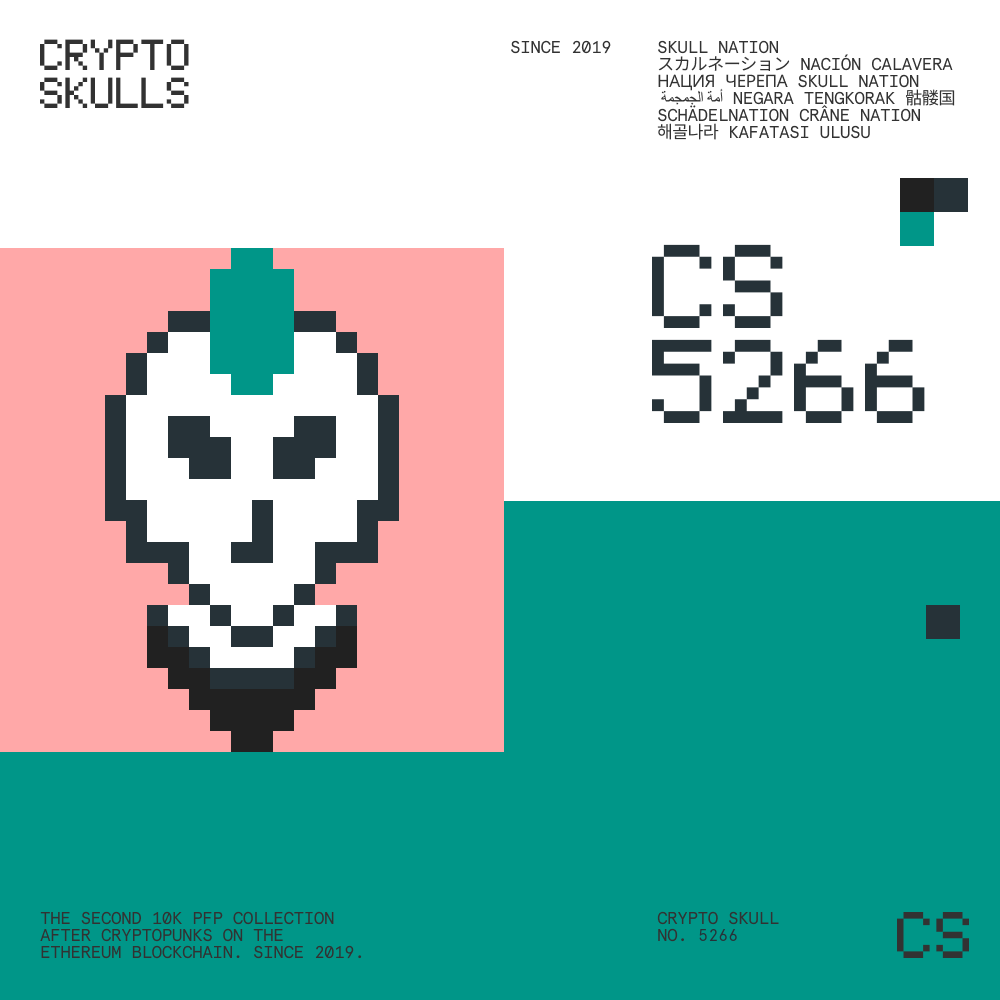 CRYPTO
SKULLS
SINCE 2019
SKULL NATION
スカルネーション NACIÓN CALAVERA
НАЦИЯ ЧЕРЕПА SKULL NATION
أمة الجمجمة NEGARA TENGKORAK 骷髅国
SCHÄDELNATION CRÂNE NATION
해골나라 KAFATASI ULUSU
CS
5266
THE SECOND 10K PFP COLLECTION
AFTER CRYPTOPUNKS ON THE
ETHEREUM BLOCKCHAIN. SINCE 2019.
CRYPTO SKULL
NO. 5266
CS